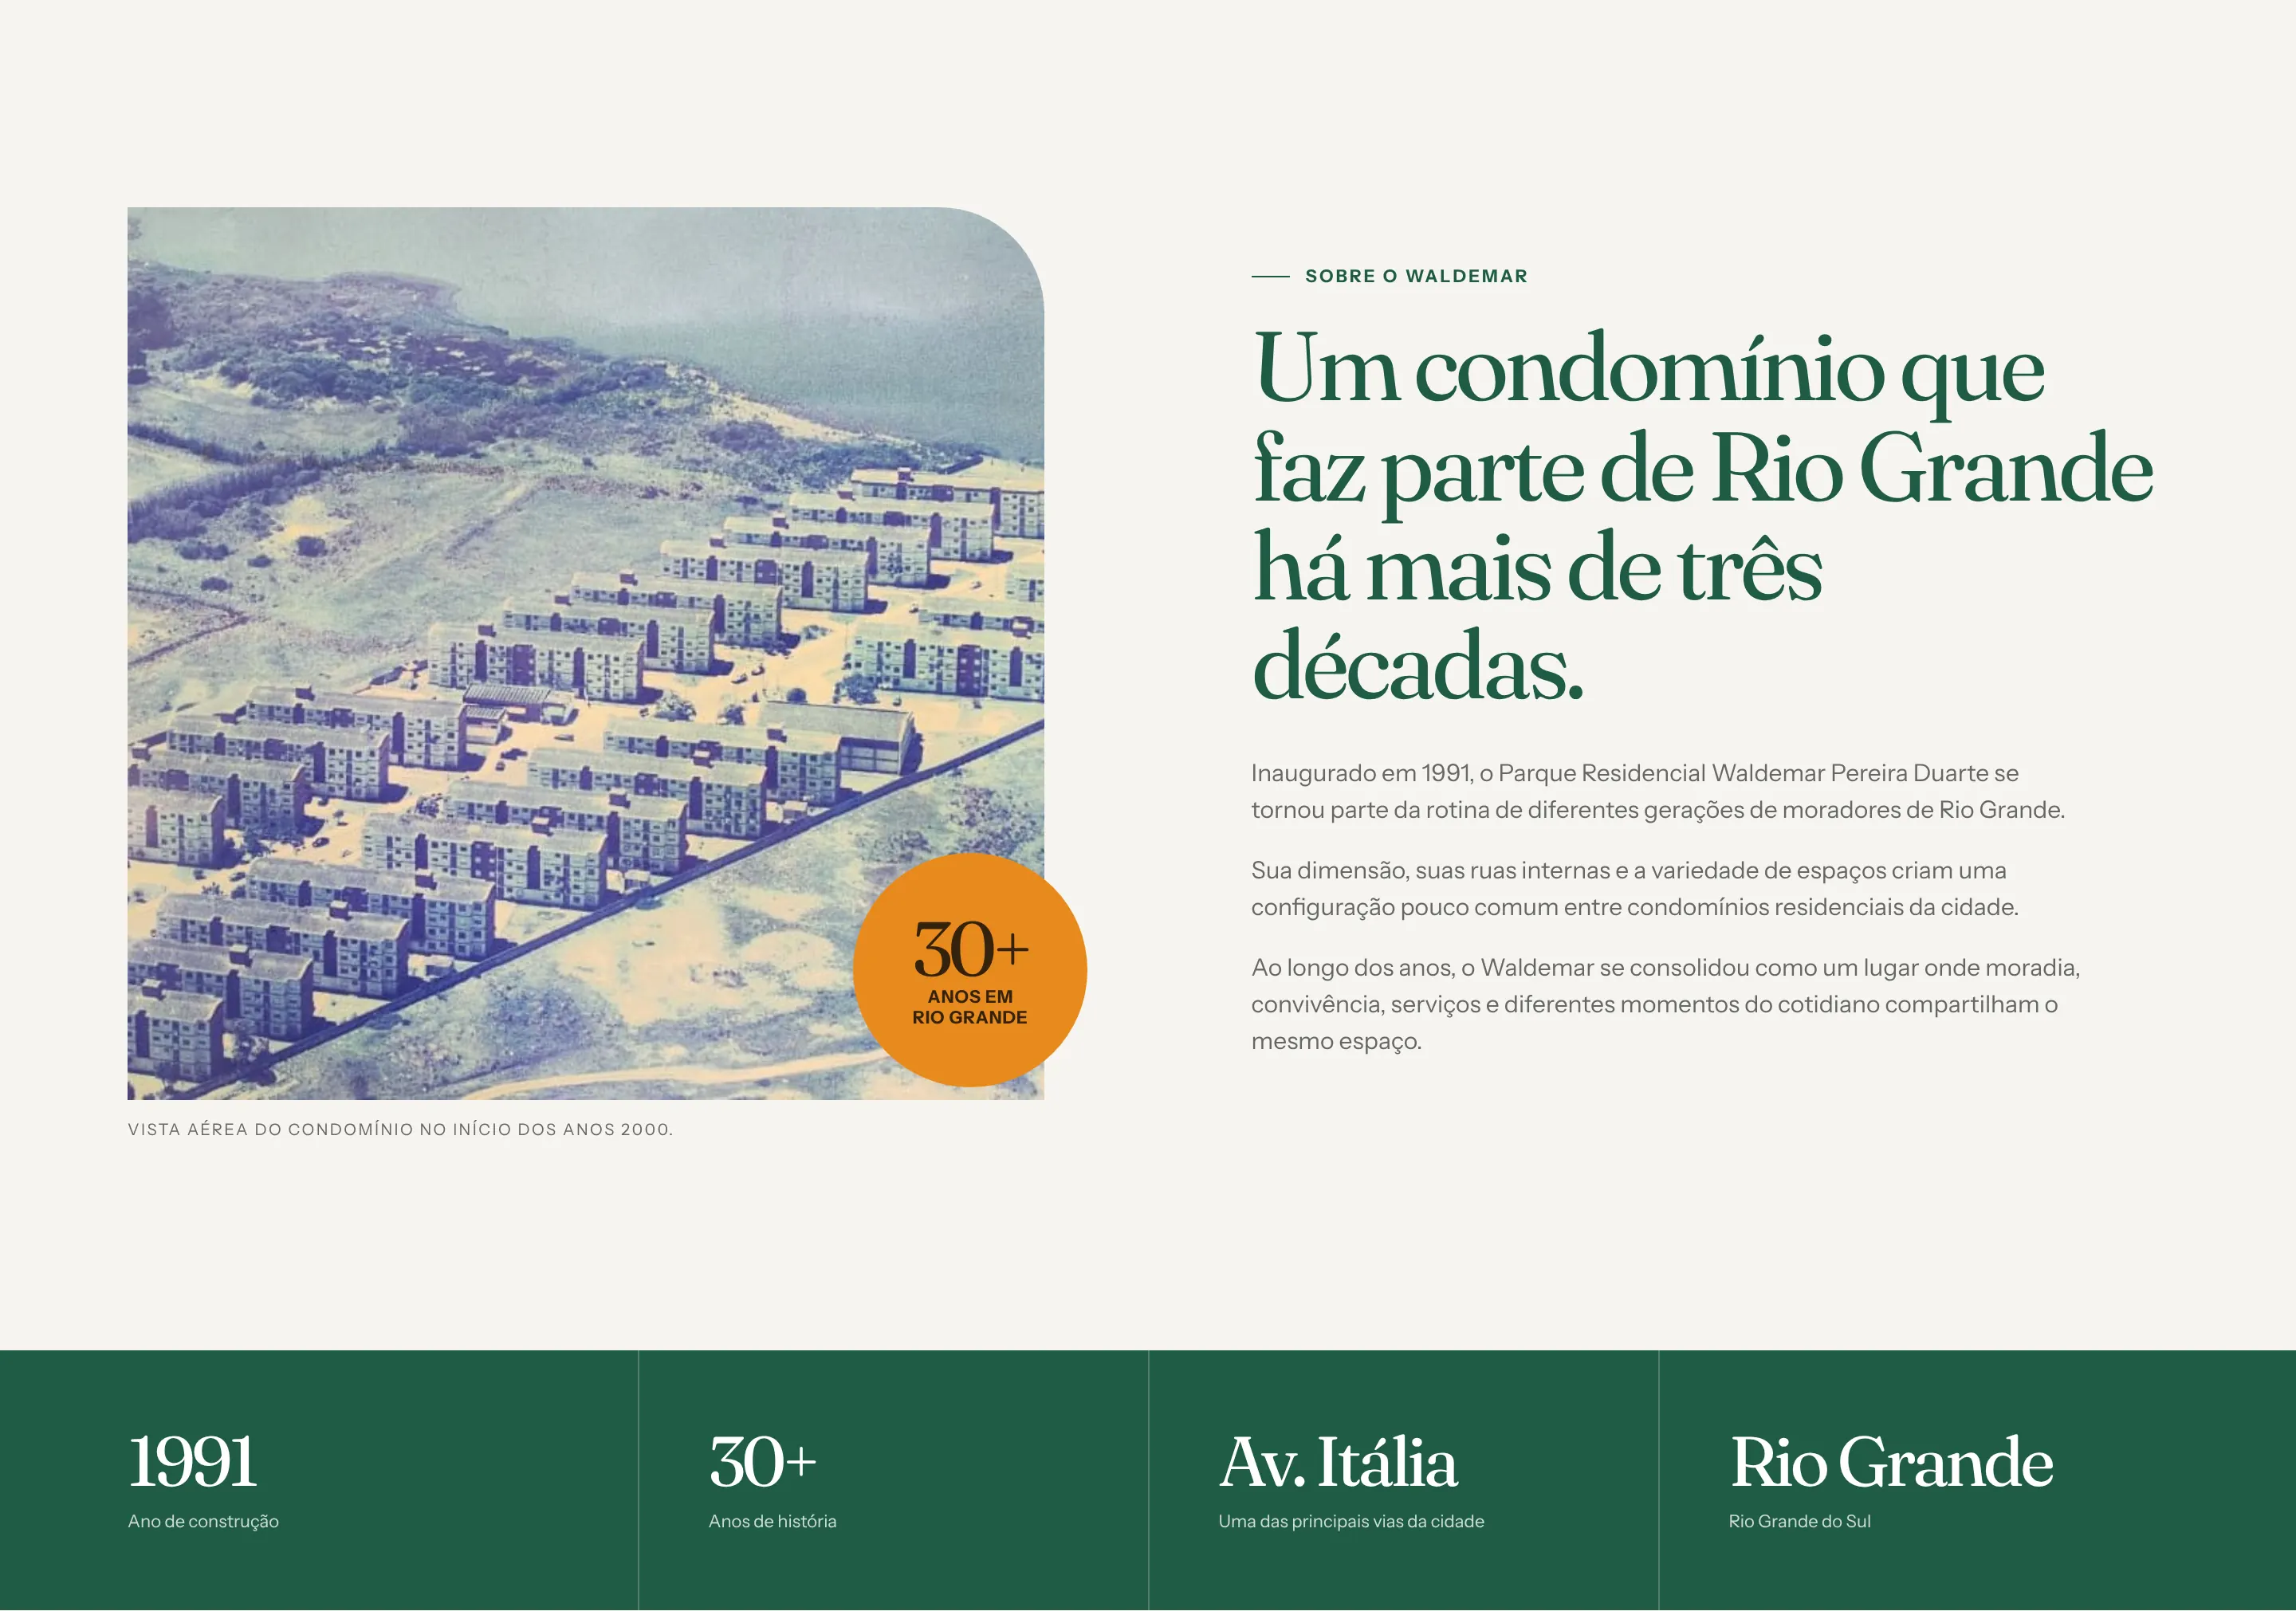 SOBRE O WALDEMAR
Um condomínio que
faz parte de Rio Grande
há mais de três
décadas.
Inaugurado em 1991, o Parque Residencial Waldemar Pereira Duarte se
tornou parte da rotina de diferentes gerações de moradores de Rio Grande.
Sua dimensão, suas ruas internas e a variedade de espaços criam uma
configuração pouco comum entre condomínios residenciais da cidade.
Ao longo dos anos, o Waldemar se consolidou como um lugar onde moradia,
convivência, serviços e diferentes momentos do cotidiano compartilham o
mesmo espaço.
30+
ANOS EM
RIO GRANDE
VISTA AÉREA DO CONDOMÍNIO NO INÍCIO DOS ANOS 2000.
1991
Ano de construção
30+
Anos de história
Av. Itália
Uma das principais vias da cidade
Rio Grande
Rio Grande do Sul